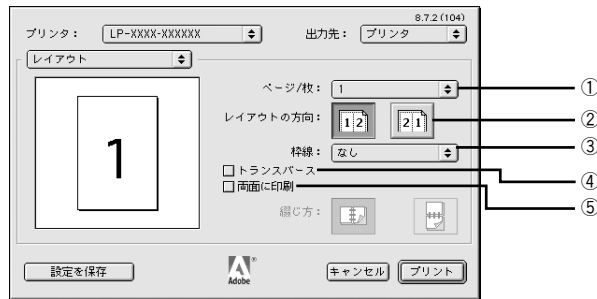 8.7.2 (104)
プリンタ： LP-XXXX-XXXXXX 出力先： プリンタ
レイアウト
ページ/枚： 1 ①
レイアウトの方向： 1 2 2 1 ②
枠線： なし ③
トランスバース ④
両面に印刷 ⑤
綴じ方：
1
設定を保存 Adobe ® キャンセル プリント